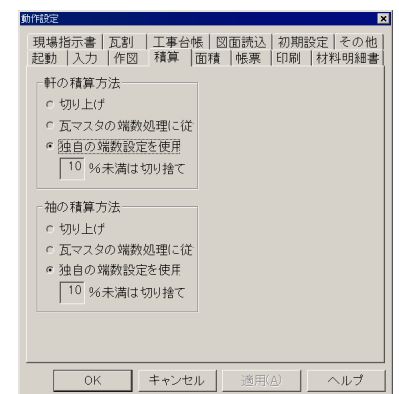 動作設定
現場指示書 瓦割 工事台帳 図面読込 初期設定 その他
起動 入力 作図 積算 面積 帳票 印刷 材料明細書
軒の積算方法
切り上げ
瓦マスタの端数処理に従
独自の端数設定を使用
10 %未満は切り捨て
袖の積算方法
切り上げ
瓦マスタの端数処理に従
独自の端数設定を使用
10 %未満は切り捨て
OK キャンセル 適用(A) ヘルプ